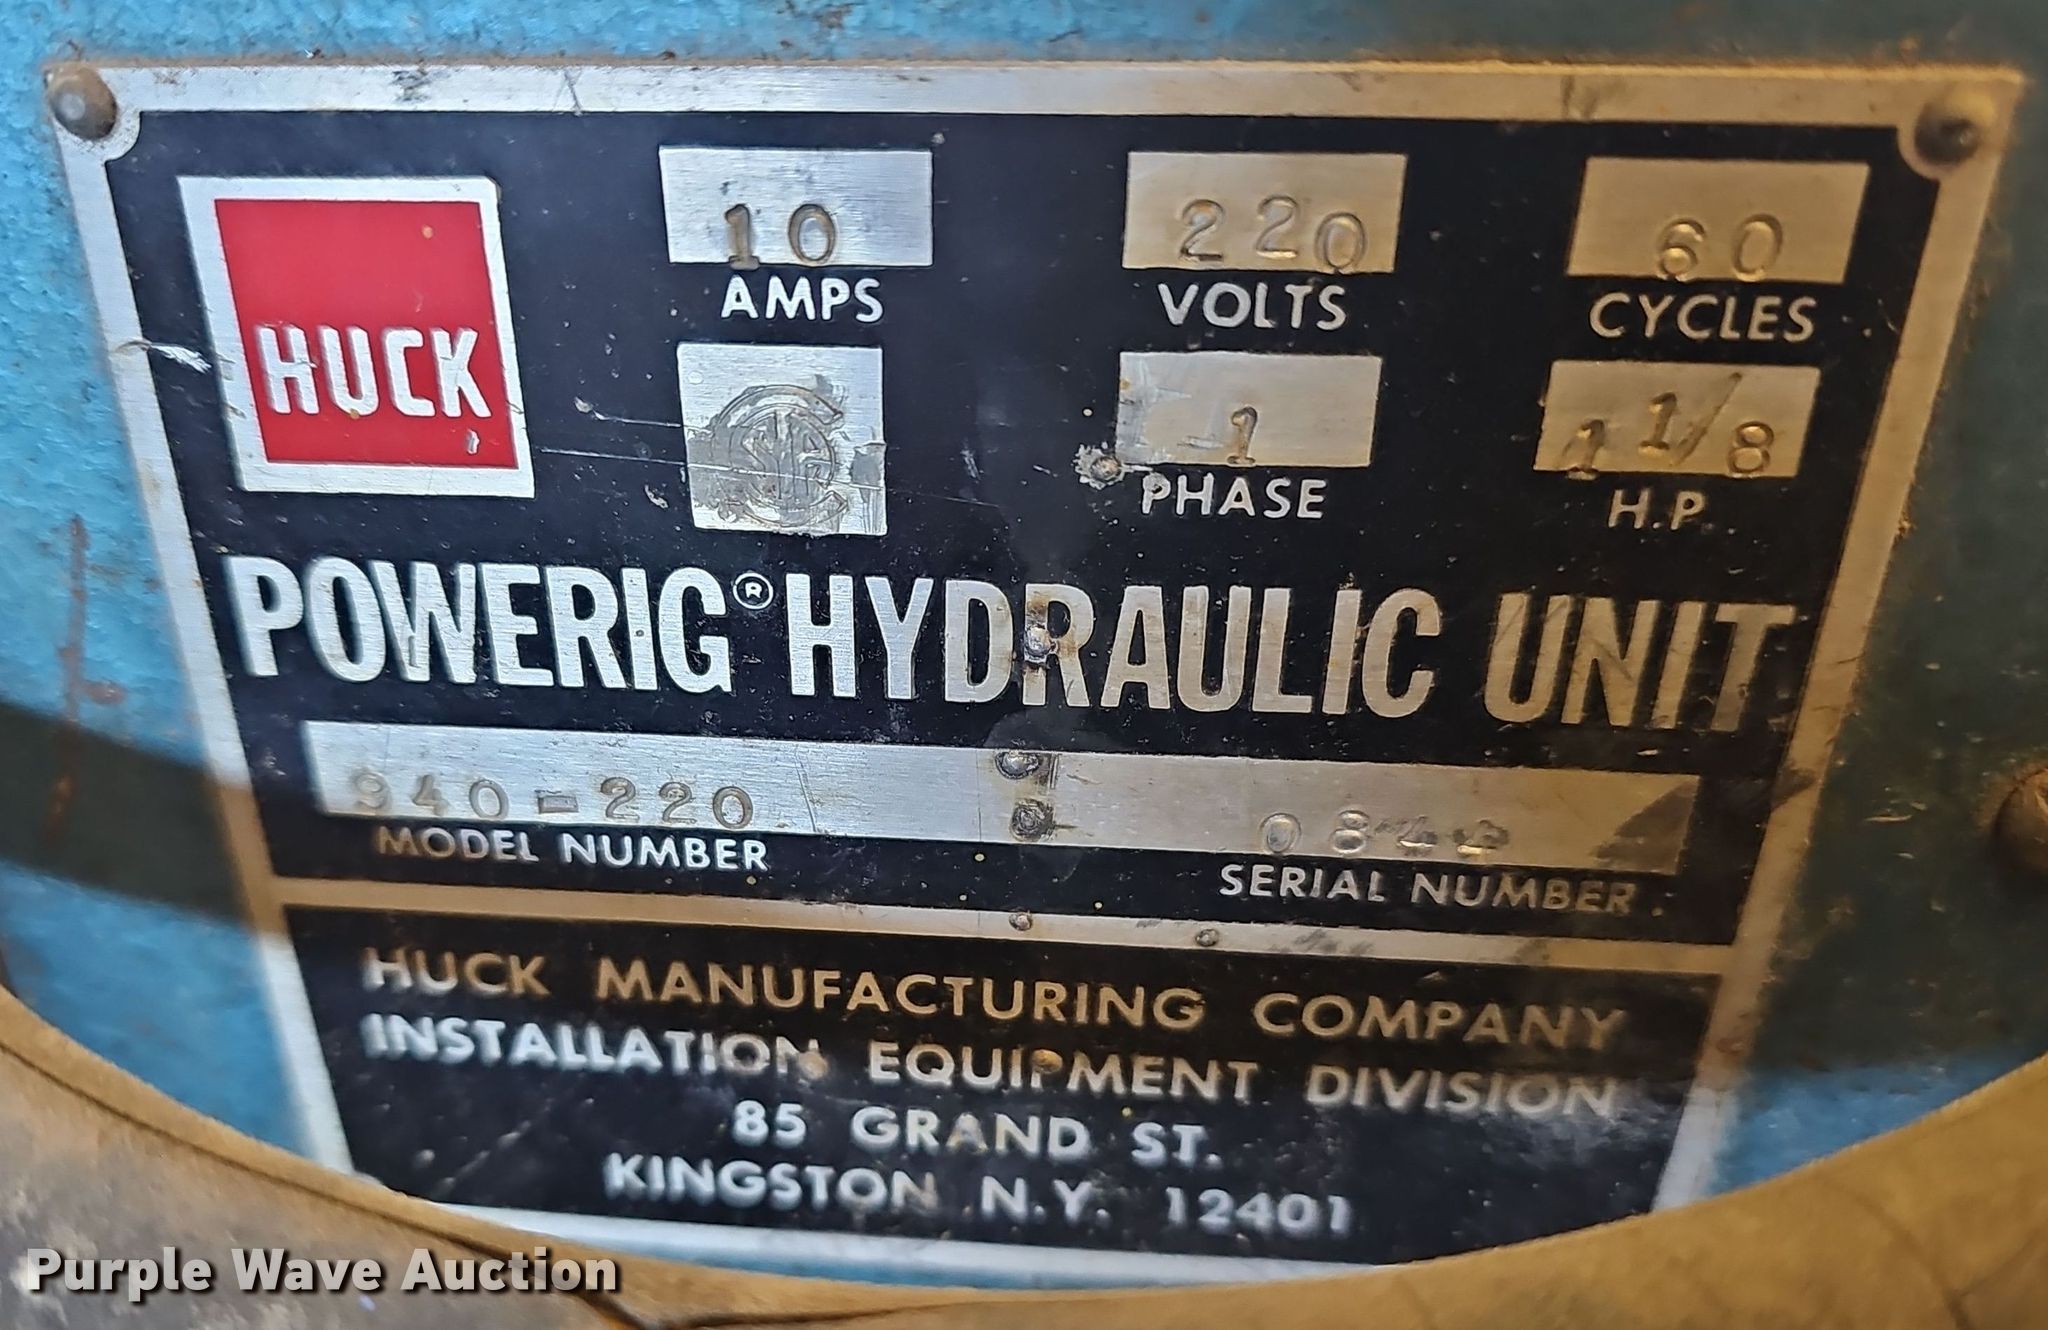 10
AMPS
220
VOLTS
60
CYCLES
HUCK
1
PHASE
1 1/8
H.P.
POWERIG® HYDRAULIC UNIT
940-220
MODEL NUMBER
SERIAL NUMBER
HUCK MANUFACTURING COMPANY
INSTALLATION EQUIPMENT DIVISION
85 GRAND ST.
KINGSTON N.Y. 12401
Purple Wave Auction